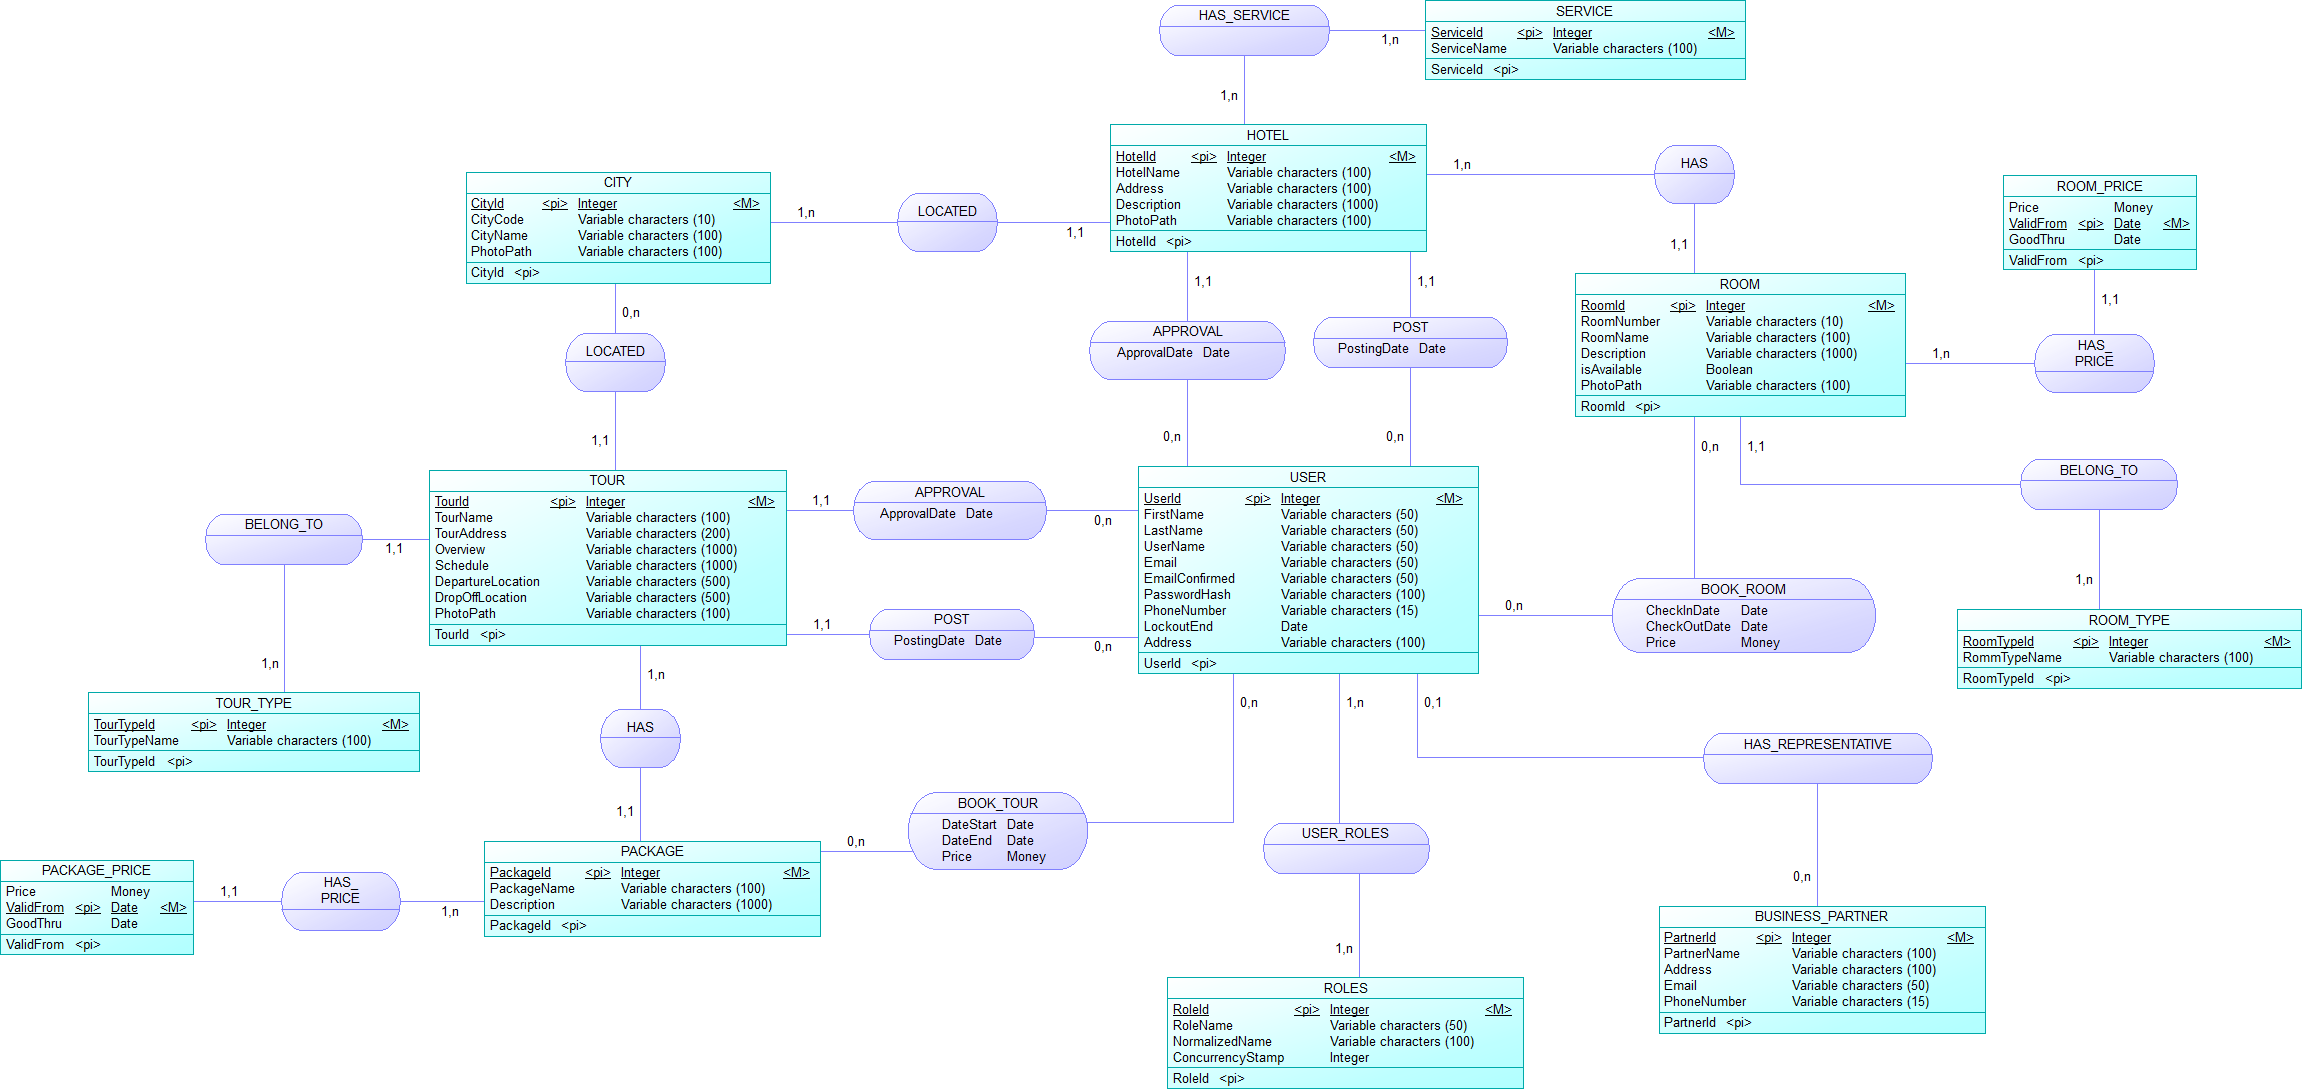 HAS_SERVICE
1,n
1,n
SERVICE
ServiceId <pi> Integer <M>
ServiceName Variable characters (100)
ServiceId <pi>
HOTEL
HotelId <pi> Integer <M>
HotelName Variable characters (100)
Address Variable characters (100)
Description Variable characters (1000)
PhotoPath Variable characters (100)
HotelId <pi>
1,n
HAS
1,1
CITY
CityId <pi> Integer <M>
CityCode Variable characters (10)
CityName Variable characters (100)
PhotoPath Variable characters (100)
CityId <pi>
1,n
LOCATED
1,1
ROOM_PRICE
Price Money
ValidFrom <pi> Date <M>
GoodThru Date
ValidFrom <pi>
1,1
HAS_
PRICE
1,n
ROOM
RoomId <pi> Integer <M>
RoomNumber Variable characters (10)
RoomName Variable characters (100)
Description Variable characters (1000)
isAvailable Boolean
PhotoPath Variable characters (100)
RoomId <pi>
0,n
LOCATED
1,1
1,1
APPROVAL
ApprovalDate Date
0,n
1,1
POST
PostingDate Date
0,n
0,n
1,1
BELONG_TO
1,n
TOUR
TourId <pi> Integer <M>
TourName Variable characters (100)
TourAddress Variable characters (200)
Overview Variable characters (1000)
Schedule Variable characters (1000)
DepartureLocation Variable characters (500)
DropOffLocation Variable characters (500)
PhotoPath Variable characters (100)
TourId <pi>
1,1
APPROVAL
ApprovalDate Date
0,n
1,1
POST
PostingDate Date
0,n
USER
UserId <pi> Integer <M>
FirstName Variable characters (50)
LastName Variable characters (50)
UserName Variable characters (50)
Email Variable characters (50)
EmailConfirmed Variable characters (50)
PasswordHash Variable characters (100)
PhoneNumber Variable characters (15)
LockoutEnd Date
Address Variable characters (100)
UserId <pi>
0,n
BOOK_ROOM
CheckInDate Date
CheckOutDate Date
Price Money
ROOM_TYPE
RoomTypeId <pi> Integer <M>
RommTypeName Variable characters (100)
RoomTypeId <pi>
BELONG_TO
1,1
1,n
TOUR_TYPE
TourTypeId <pi> Integer <M>
TourTypeName Variable characters (100)
TourTypeId <pi>
1,n
HAS
1,1
0,n
1,n
0,1
HAS_REPRESENTATIVE
0,n
BOOK_TOUR
DateStart Date
DateEnd Date
Price Money
0,n
USER_ROLES
1,n
PACKAGE_PRICE
Price Money
ValidFrom <pi> Date <M>
GoodThru Date
ValidFrom <pi>
1,1
HAS_
PRICE
1,n
PACKAGE
PackageId <pi> Integer <M>
PackageName Variable characters (100)
Description Variable characters (1000)
PackageId <pi>
BUSINESS_PARTNER
PartnerId <pi> Integer <M>
PartnerName Variable characters (100)
Address Variable characters (100)
Email Variable characters (50)
PhoneNumber Variable characters (15)
PartnerId <pi>
ROLES
RoleId <pi> Integer <M>
RoleName Variable characters (50)
NormalizedName Variable characters (100)
ConcurrencyStamp Integer
RoleId <pi>